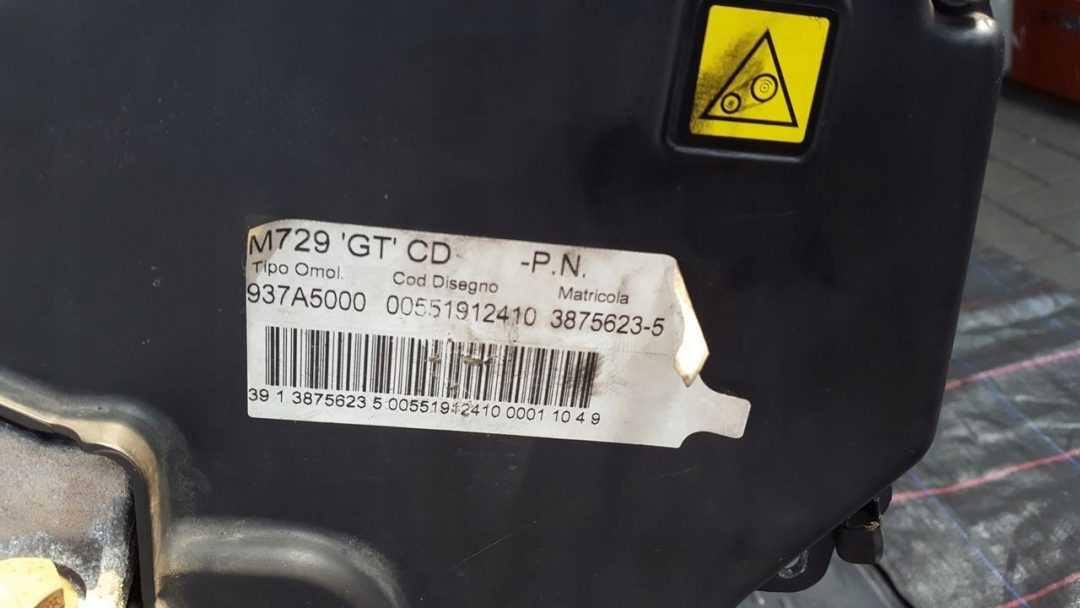 M729 'GT' CD -P.N.
Tipo Omol. Cod Disegno Matricola
937A5000 00551912410 3875623-5
39 1 3875623 5 00551912410 0001 10 4 9